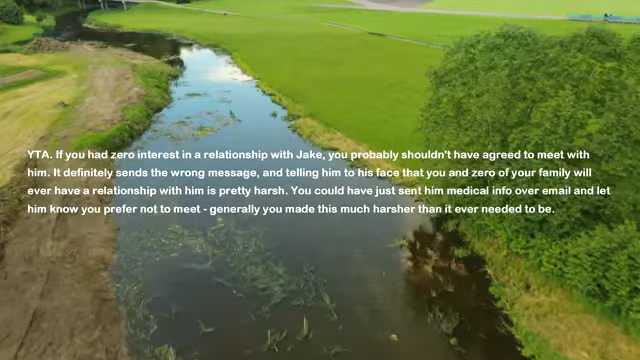 YTA. If you had zero interest in a relationship with Jake, you probably shouldn't have agreed to meet with
him. It definitely sends the wrong message, and telling him to his face that you and zero of your family will
ever have a relationship with him is pretty harsh. You could have just sent him medical info over email and let
him know you prefer not to meet - generally you made this much harsher than it ever needed to be.